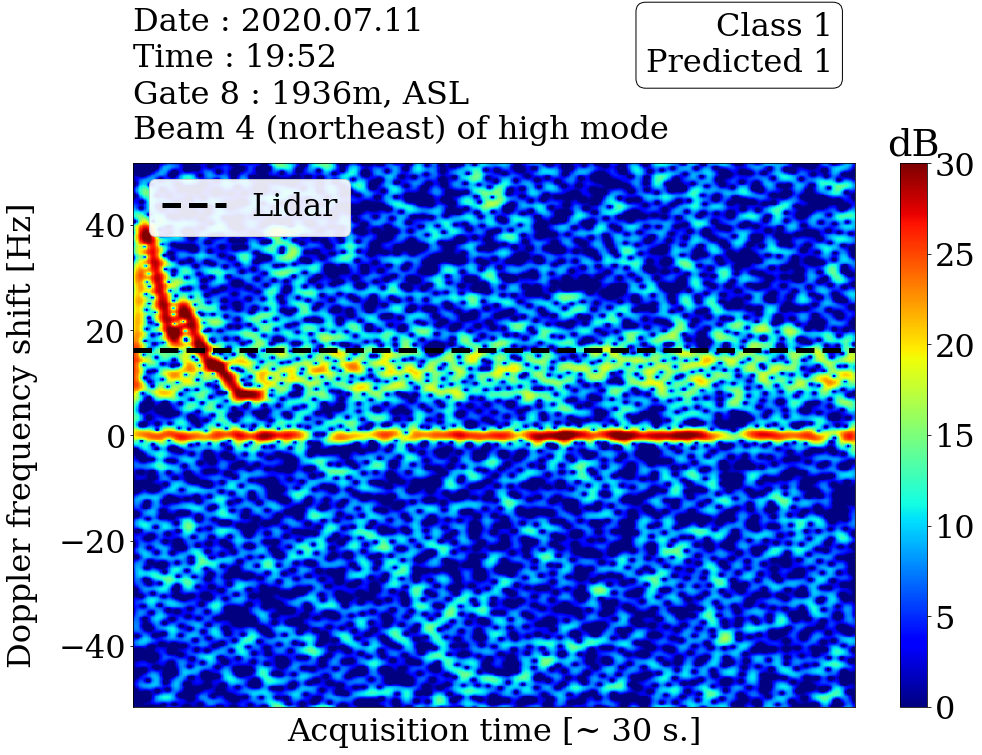 Date : 2020.07.11
Time : 19:52
Gate 8 : 1936m, ASL
Beam 4 (northeast) of high mode
Class 1
Predicted 1
dB
Lidar
Doppler frequency shift [Hz]
40
20
0
−20
−40
30
25
20
15
10
5
0
Acquisition time [~ 30 s.]